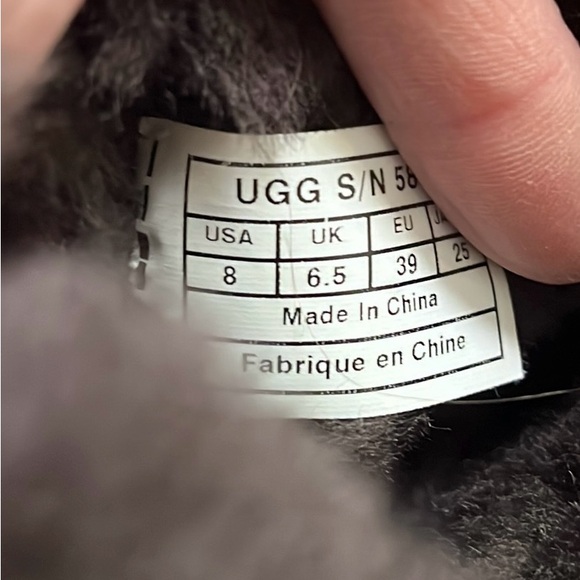 UGG S/N 58
USA UK EU
8 6.5 39 25
Made In China
Fabrique en Chine